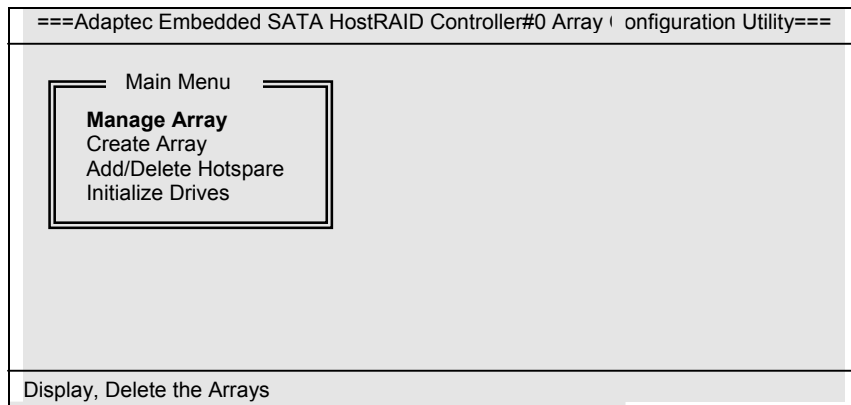 ===Adaptec Embedded SATA HostRAID Controller#0 Array Configuration Utility===
Main Menu
Manage Array
Create Array
Add/Delete Hotspare
Initialize Drives
Display, Delete the Arrays